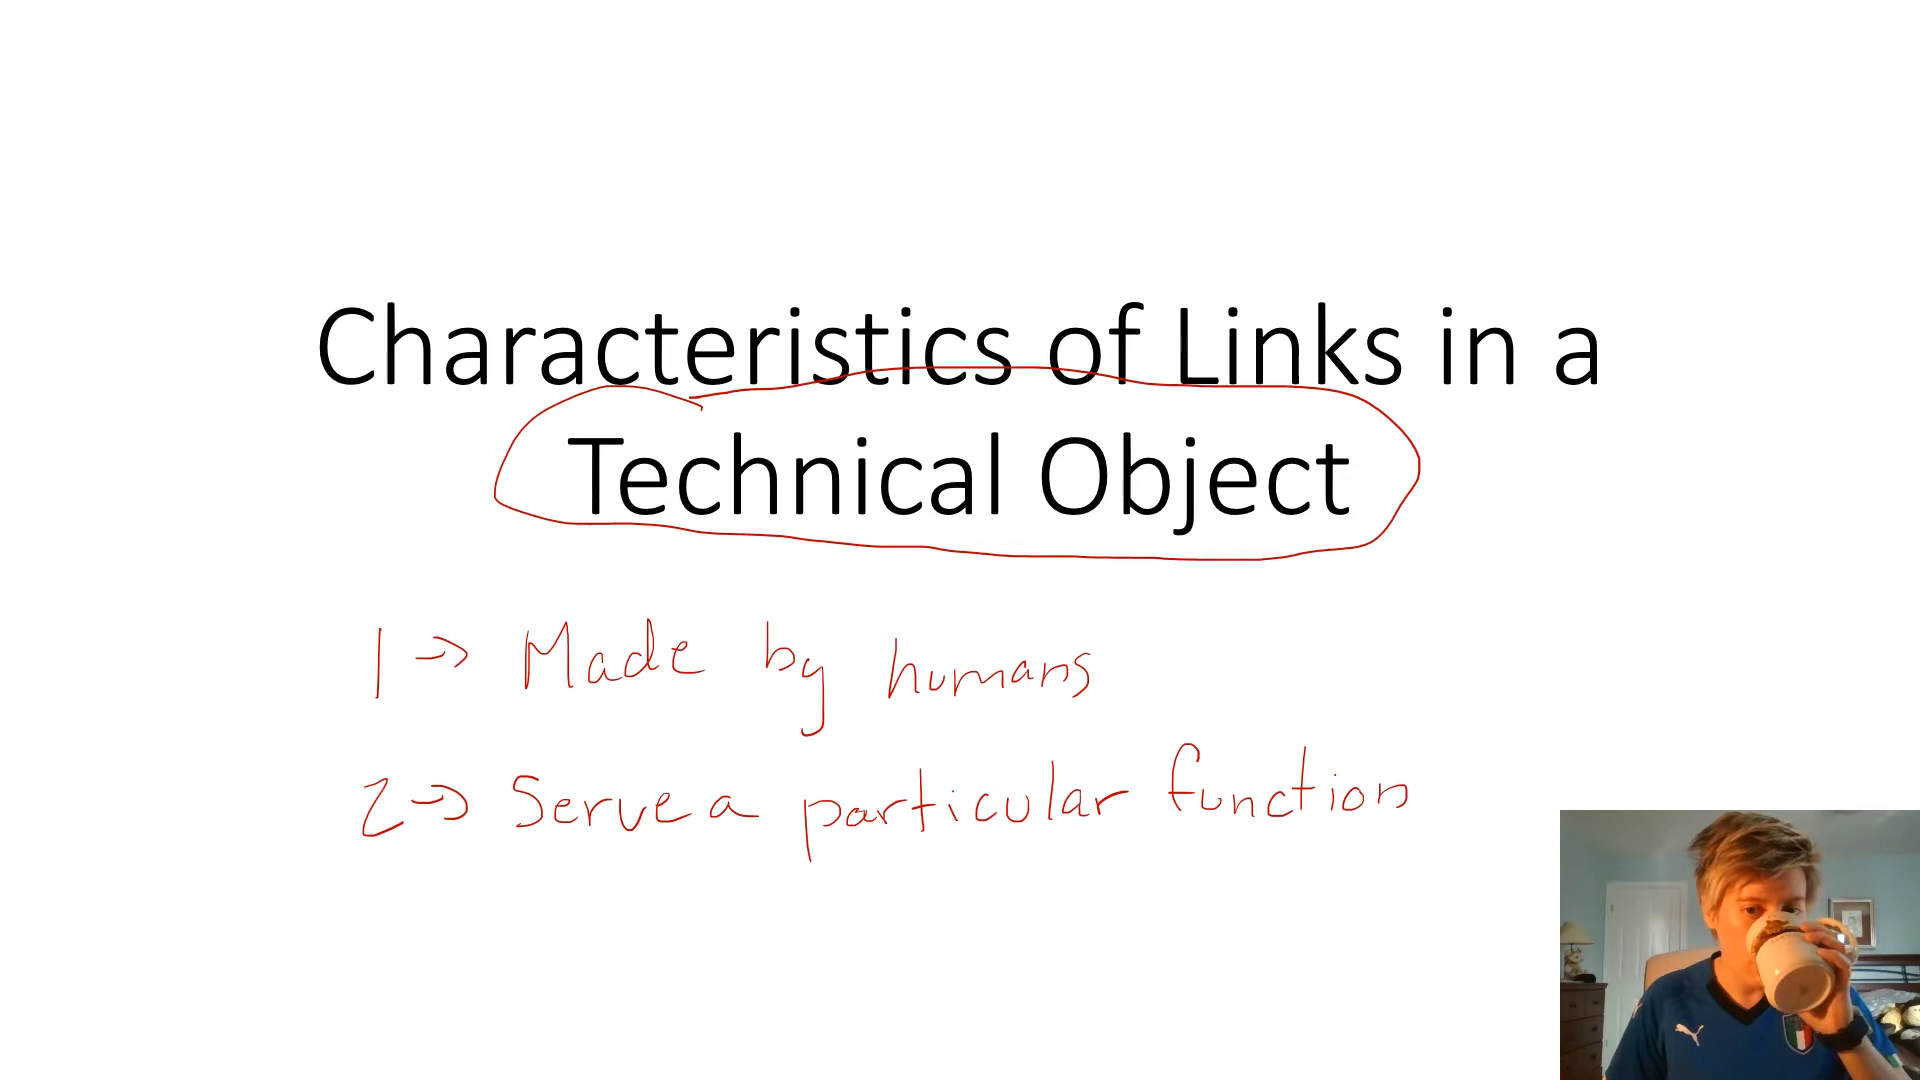 Characteristics of Links in a
Technical Object
1 → Made by humans
2 → Serve a particular function